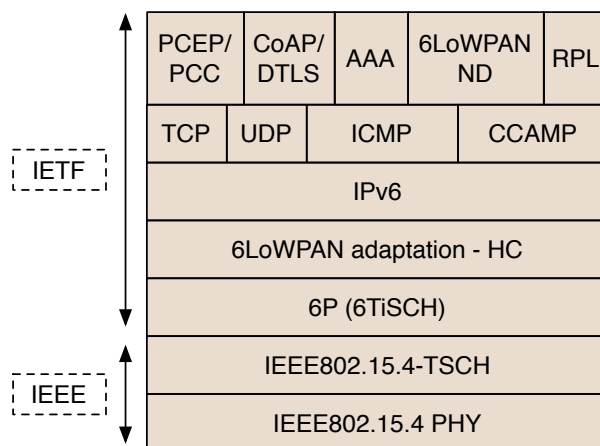 PCEP/ CoAP/ AAA 6LoWPAN RPL
PCC DTLS ND
TCP UDP ICMP CCAMP
IETF
IPv6
6LoWPAN adaptation - HC
6P (6TiSCH)
IEEE802.15.4-TSCH
IEEE
IEEE802.15.4 PHY